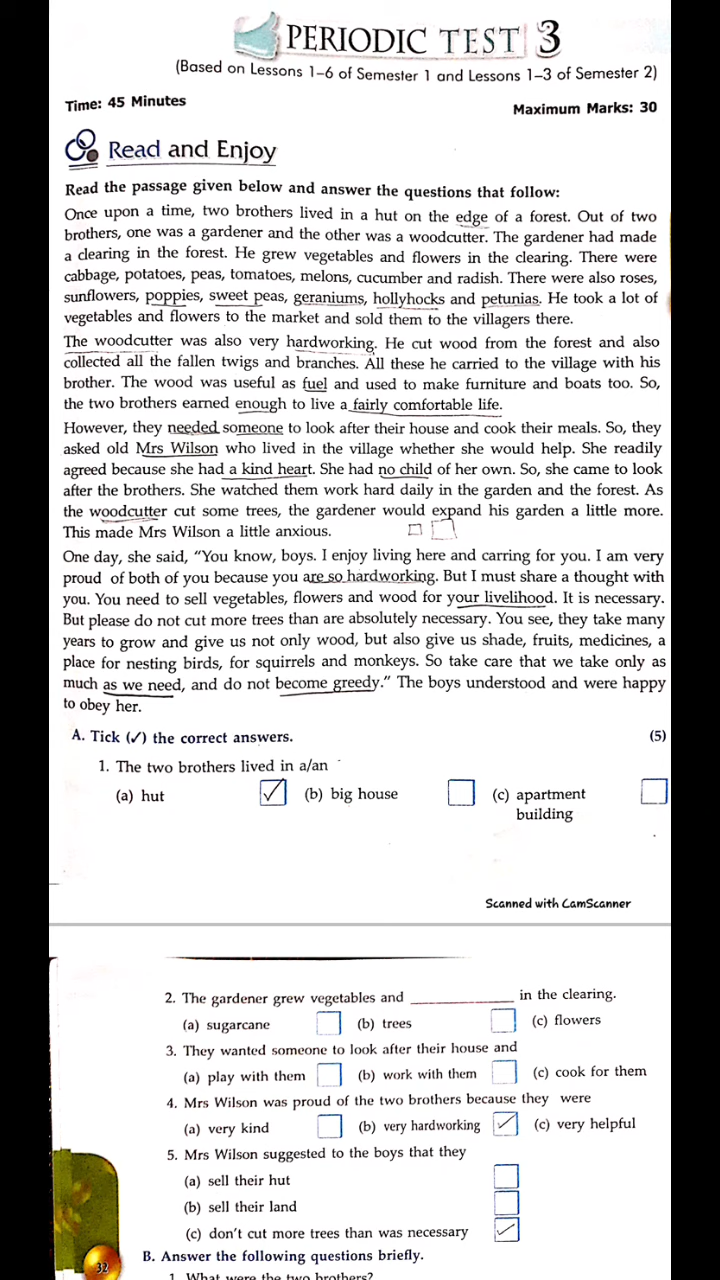 PERIODIC TEST 3
(Based on Lessons 1–6 of Semester 1 and Lessons 1–3 of Semester 2)
Time: 45 Minutes Maximum Marks: 30
Read and Enjoy
Read the passage given below and answer the questions that follow:
Once upon a time, two brothers lived in a hut on the edge of a forest. Out of two
brothers, one was a gardener and the other was a woodcutter. The gardener had made
a clearing in the forest. He grew vegetables and flowers in the clearing. There were
cabbage, potatoes, peas, tomatoes, melons, cucumber and radish. There were also roses,
sunflowers, poppies, sweet peas, geraniums, hollyhocks and petunias. He took a lot of
vegetables and flowers to the market and sold them to the villagers there.
The woodcutter was also very hardworking. He cut wood from the forest and also
collected all the fallen twigs and branches. All these he carried to the village with his
brother. The wood was useful as fuel and used to make furniture and boats too. So,
the two brothers earned enough to live a fairly comfortable life.
However, they needed someone to look after their house and cook their meals. So, they
asked old Mrs Wilson who lived in the village whether she would help. She readily
agreed because she had a kind heart. She had no child of her own. So, she came to look
after the brothers. She watched them work hard daily in the garden and the forest. As
the woodcutter cut some trees, the gardener would expand his garden a little more.
This made Mrs Wilson a little anxious.
One day, she said, “You know, boys. I enjoy living here and carring for you. I am very
proud of both of you because you are so hardworking. But I must share a thought with
you. You need to sell vegetables, flowers and wood for your livelihood. It is necessary.
But please do not cut more trees than are absolutely necessary. You see, they take many
years to grow and give us not only wood, but also give us shade, fruits, medicines, a
place for nesting birds, for squirrels and monkeys. So take care that we take only as
much as we need, and do not become greedy.” The boys understood and were happy
to obey her.
A. Tick (✓) the correct answers. (5)
1. The two brothers lived in a/an
(a) hut ✓ (b) big house (c) apartment
building
Scanned with CamScanner
2. The gardener grew vegetables and ____________ in the clearing.
(a) sugarcane (b) trees (c) flowers
3. They wanted someone to look after their house and
(a) play with them (b) work with them (c) cook for them
4. Mrs Wilson was proud of the two brothers because they were
(a) very kind (b) very hardworking ✓ (c) very helpful
5. Mrs Wilson suggested to the boys that they
(a) sell their hut
(b) sell their land
(c) don't cut more trees than was necessary ✓
32 B. Answer the following questions briefly.
1. What were the two brothers?